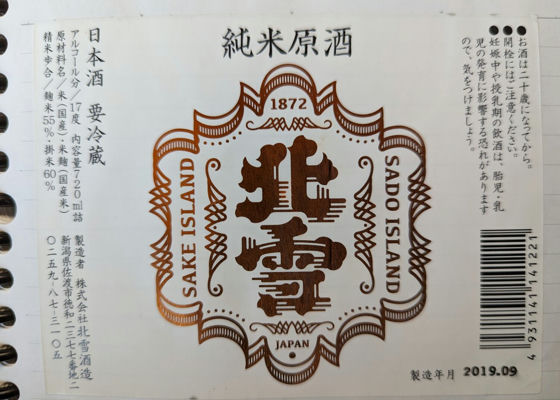 純米原酒
●お酒は二十歳になってから。
●開栓にはご注意ください。
●妊娠中や授乳期の飲酒は、胎児・乳
児の発育に影響する恐れがあります
ので、気をつけましょう。
1872
SAKE ISLAND
北雪
SADO ISLAND
JAPAN
日本酒 要冷蔵
アルコール分/17度 内容量720ml詰
原材料名/米(国産)・米麹(国産米)
精米歩合/麹米55%・掛米60%
製造者 株式会社北雪酒造
新潟県佐渡市徳和二三七七番地二
〇二五九-八七-三一〇五
4931141141221
製造年月 2019.09